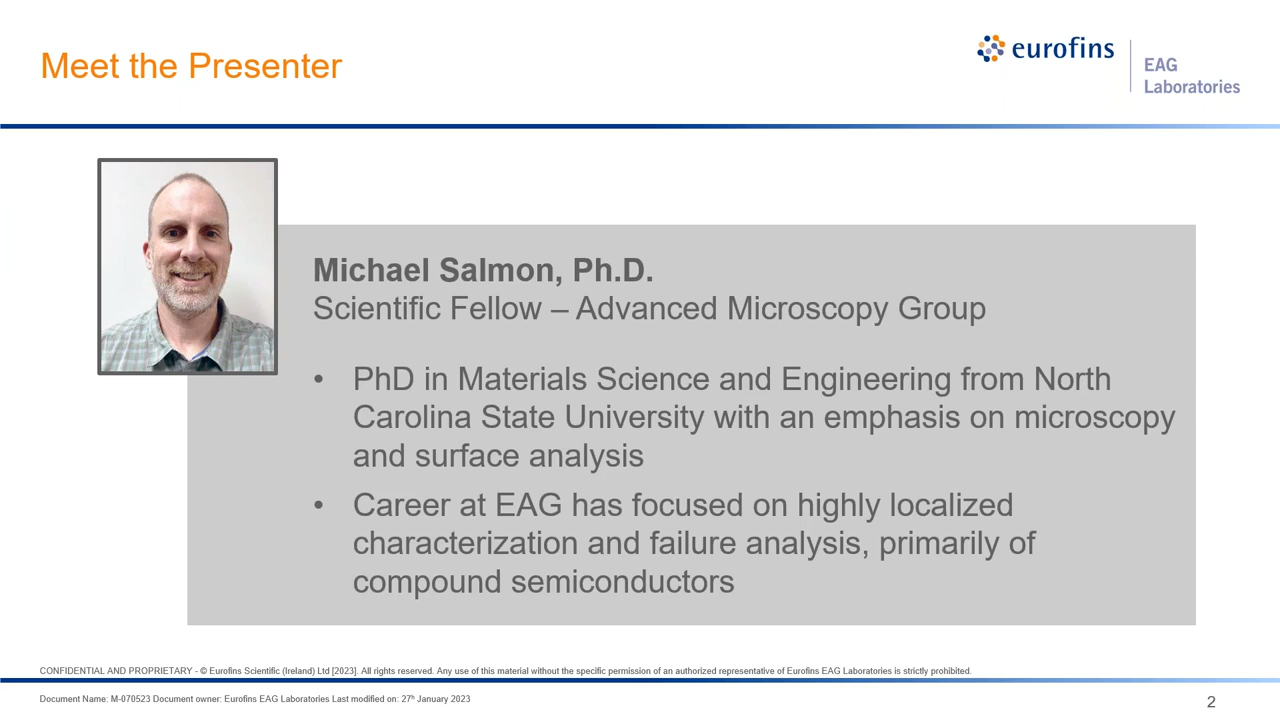 Meet the Presenter
eurofins
EAG
Laboratories
Michael Salmon, Ph.D.
Scientific Fellow – Advanced Microscopy Group
• PhD in Materials Science and Engineering from North
Carolina State University with an emphasis on microscopy
and surface analysis
• Career at EAG has focused on highly localized
characterization and failure analysis, primarily of
compound semiconductors
CONFIDENTIAL AND PROPRIETARY - © Eurofins Scientific (Ireland) Ltd [2023]. All rights reserved. Any use of this material without the specific permission of an authorized representative of Eurofins EAG Laboratories is strictly prohibited.
Document Name: M-070523 Document owner: Eurofins EAG Laboratories Last modified on: 27th January 2023
2